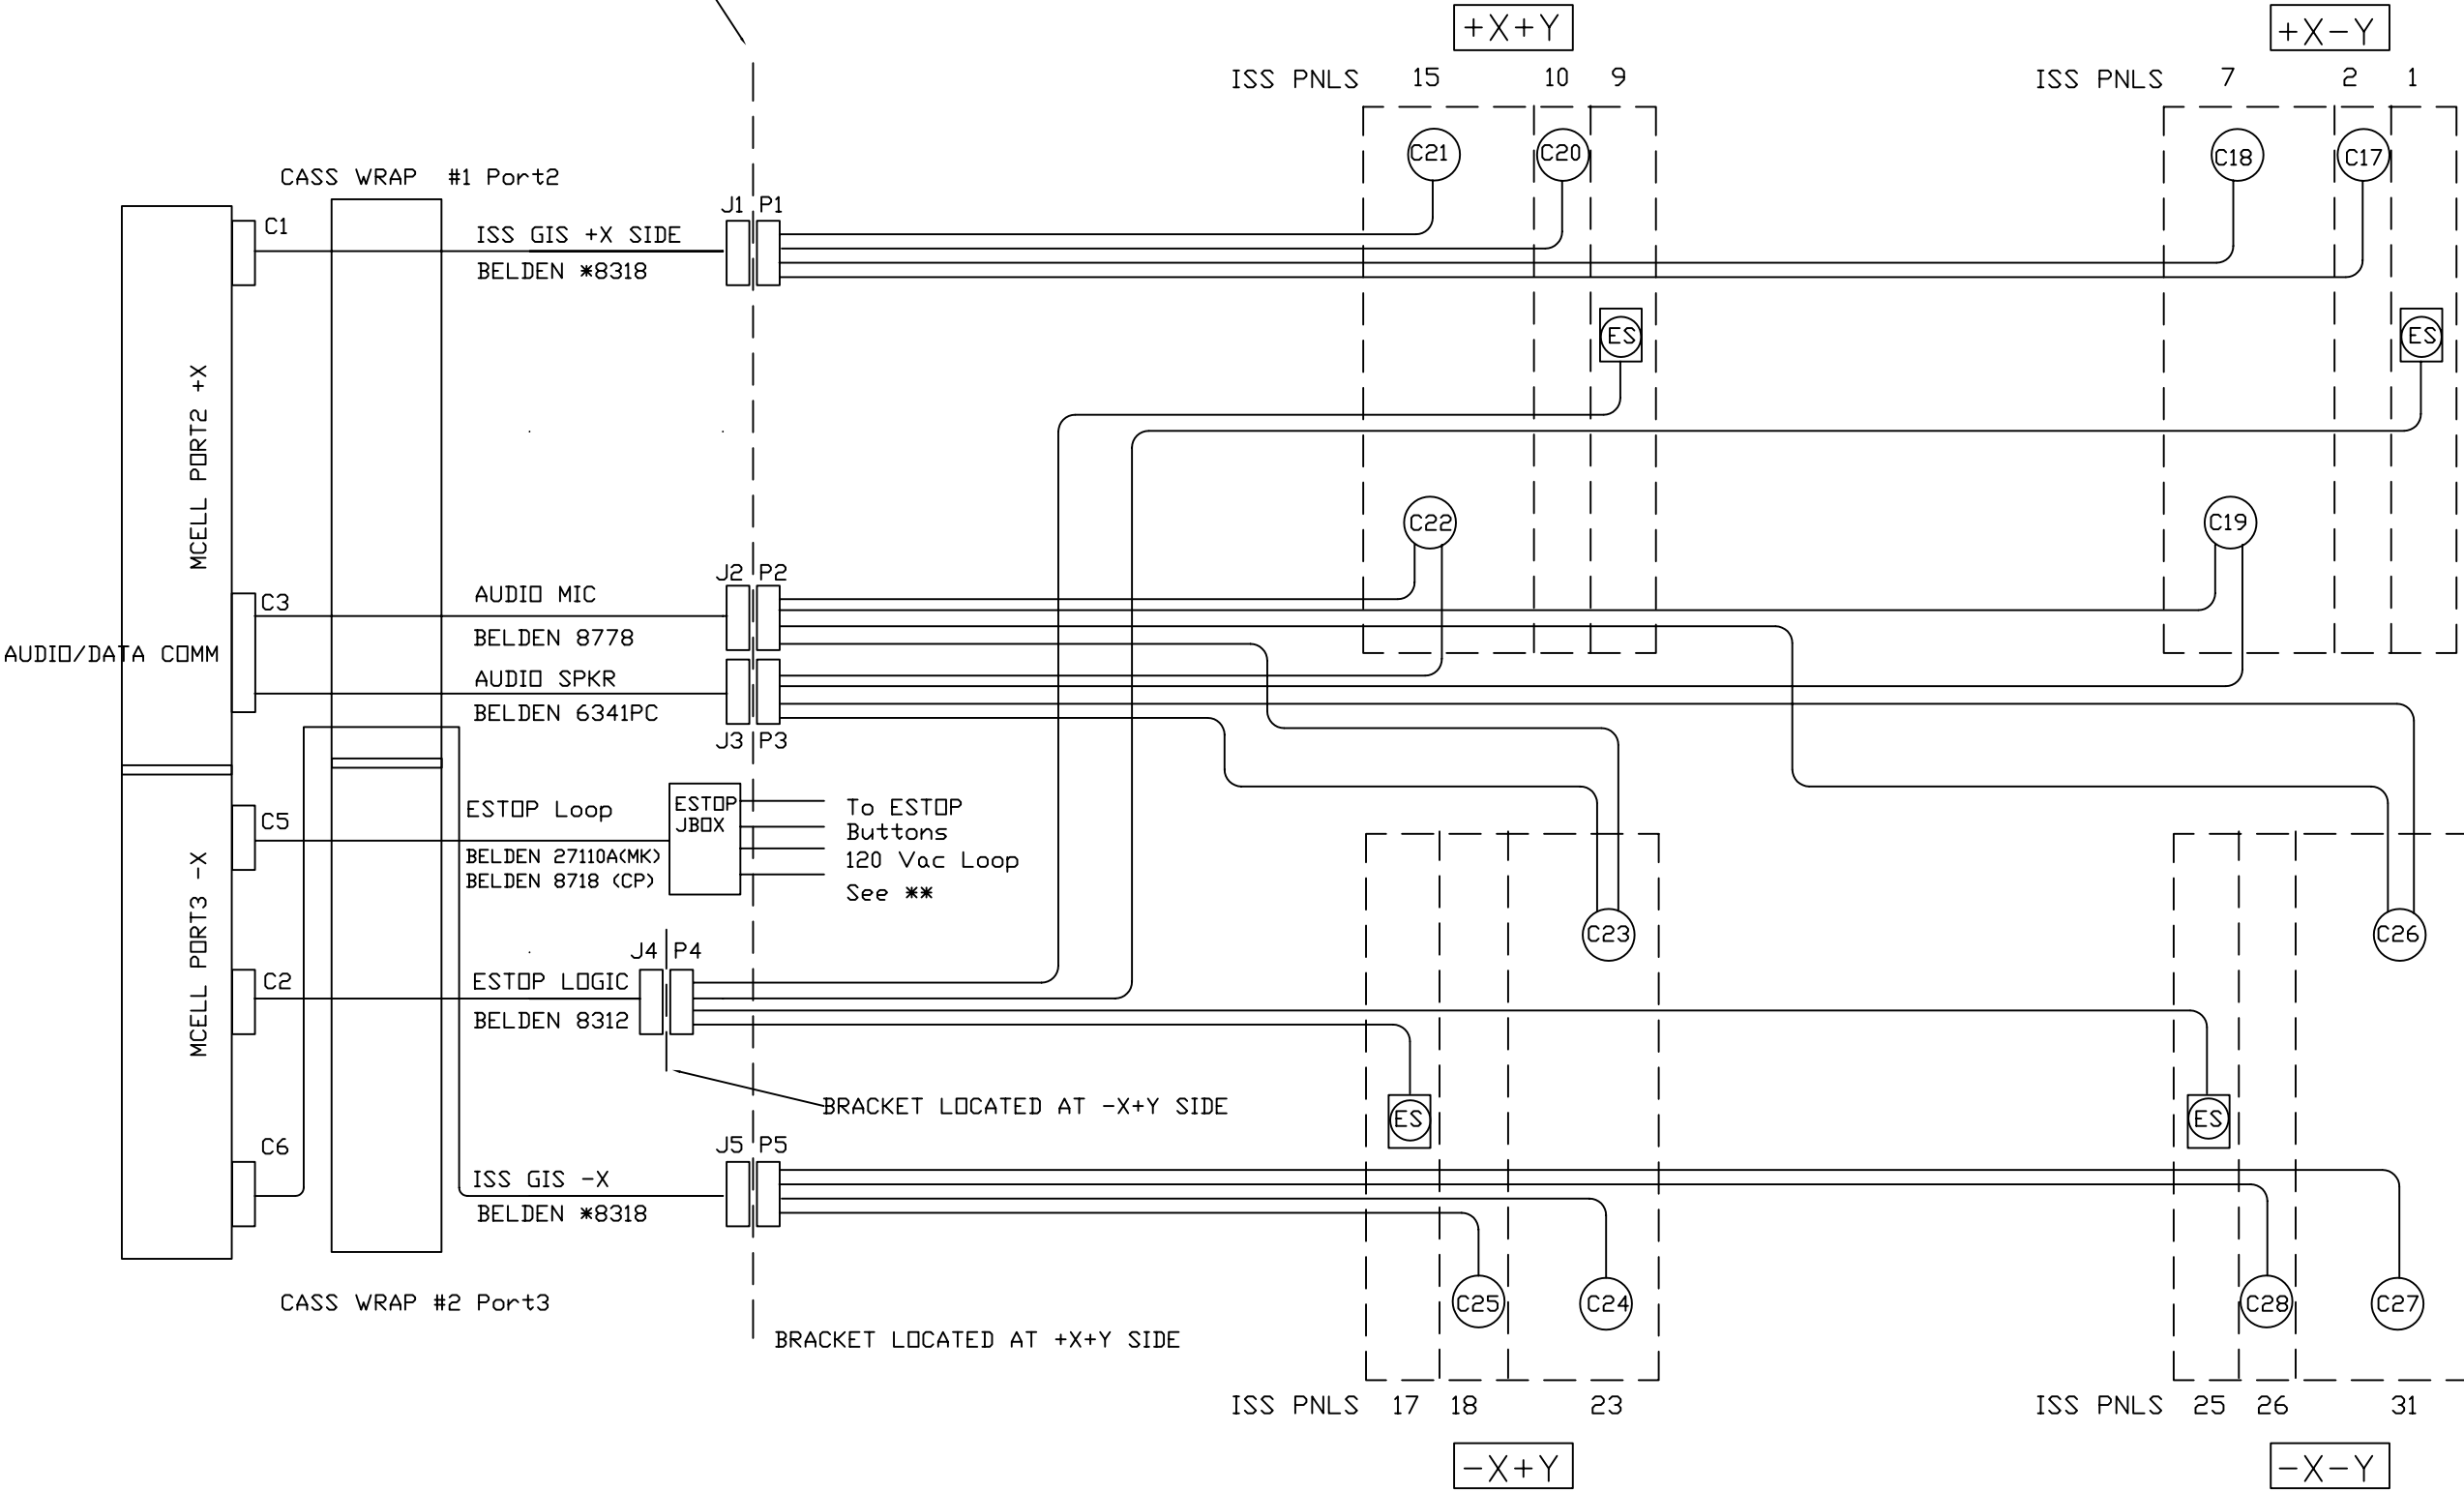 +X+Y
+X-Y
ISS PNLS 15 10 9
ISS PNLS 7 2 1
C21
C20
C18
C17
CASS WRAP #1 Port2
C1
ISS GIS +X SIDE
BELDEN *8318
J1
P1
ES
ES
MCELL PORT2 +X
C22
C19
J2
P2
C3
AUDIO MIC
BELDEN 8778
AUDIO/DATA COMM
AUDIO SPKR
BELDEN 6341PC
J3
P3
C5
ESTOP Loop
BELDEN 27110A(MK)
BELDEN 8718 (CP)
ESTOP
JBOX
To ESTOP
Buttons
120 Vac Loop
See **
C23
C26
MCELL PORT3 -X
C2
ESTOP LOGIC
BELDEN 8312
J4
P4
BRACKET LOCATED AT -X+Y SIDE
ES
ES
C6
ISS GIS -X
BELDEN *8318
J5
P5
C25
C24
C28
C27
CASS WRAP #2 Port3
BRACKET LOCATED AT +X+Y SIDE
ISS PNLS 17 18 23
ISS PNLS 25 26 31
-X+Y
-X-Y